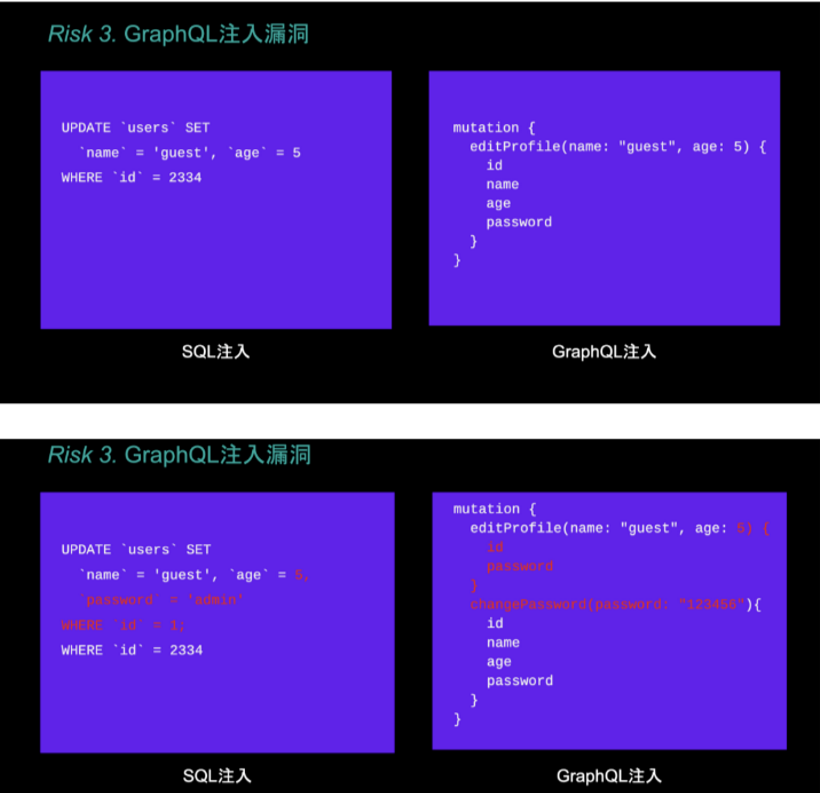 Risk 3. GraphQL注入漏洞
UPDATE `users` SET
`name` = 'guest', `age` = 5
WHERE `id` = 2334
SQL注入
mutation {
editProfile(name: "guest", age: 5) {
id
name
age
password
}
}
GraphQL注入
Risk 3. GraphQL注入漏洞
UPDATE `users` SET
`name` = 'guest', `age` = 5,
`password` = 'admin'
WHERE `id` = 1;
WHERE `id` = 2334
SQL注入
mutation {
editProfile(name: "guest", age: 5) {
id
password
}
changePassword(password: "123456"){
id
name
age
password
}
}
GraphQL注入